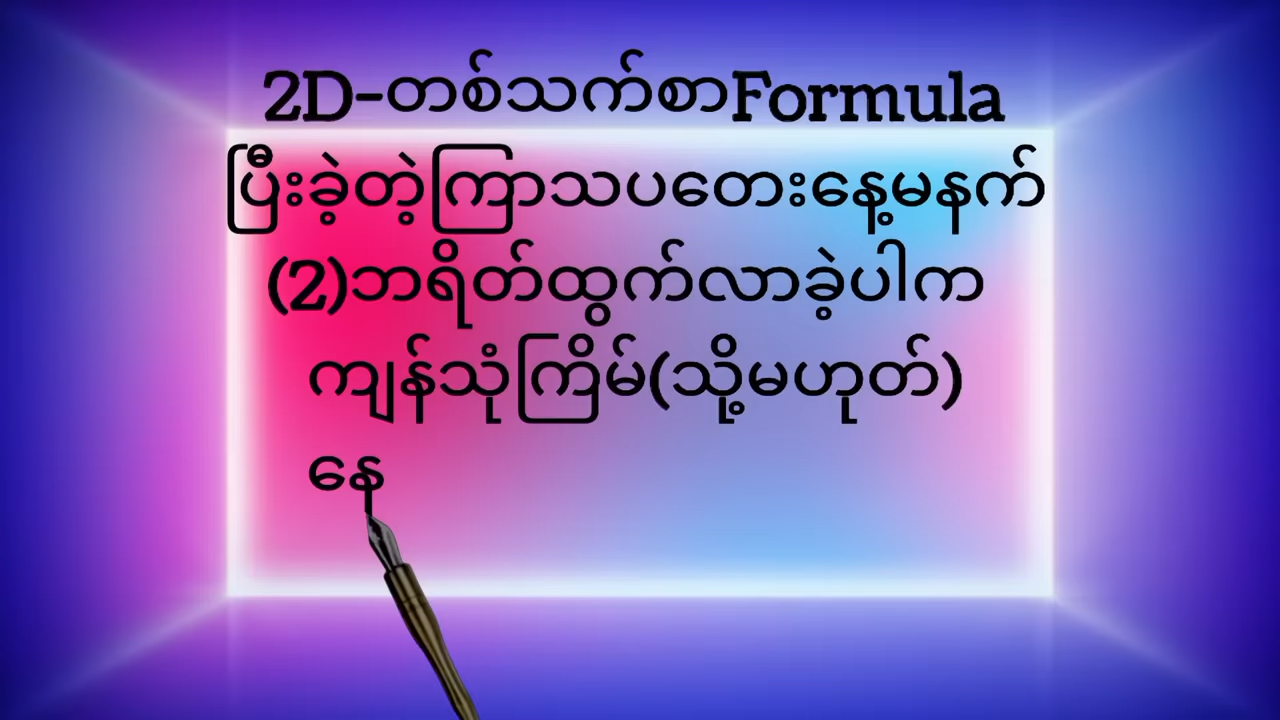 2D-တစ်သက်စာFormula
ပြီးခဲ့တဲ့ကြာသပတေးနေ့မနက်
(2)ဘရိတ်ထွက်လာခဲ့ပါက
ကျန်သုံကြိမ်(သို့မဟုတ်)
နေ